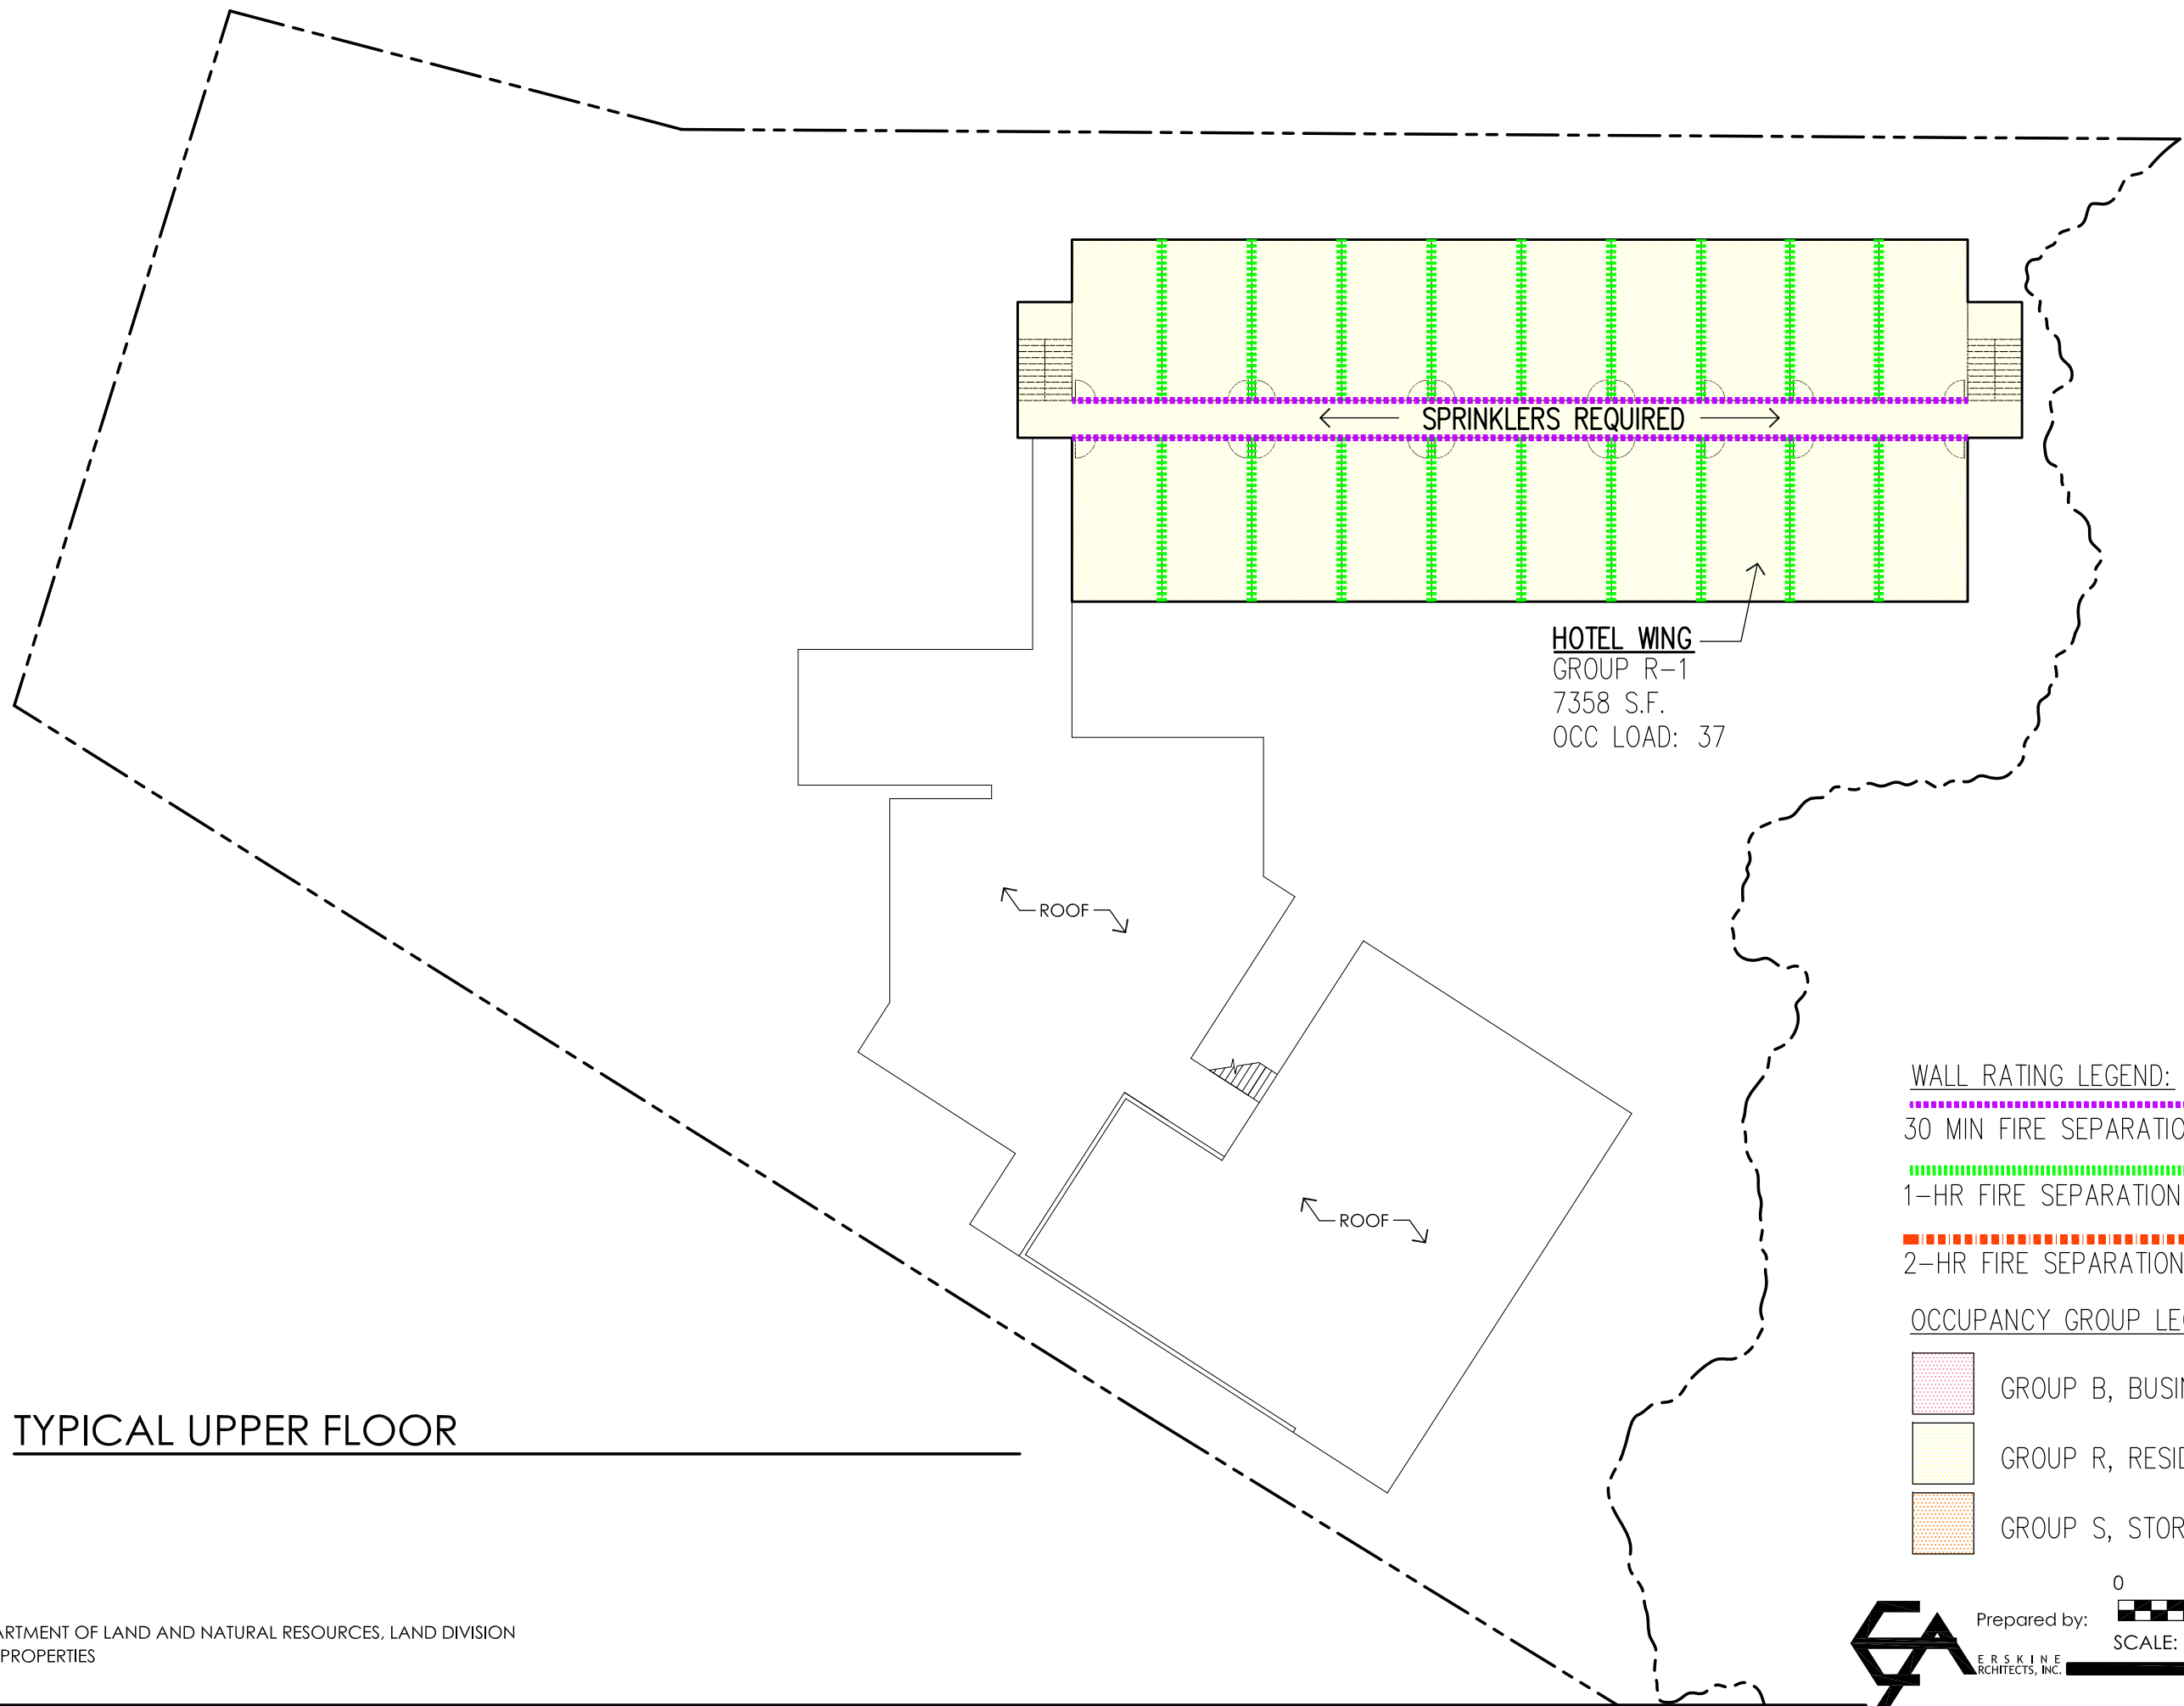 SPRINKLERS REQUIRED
HOTEL WING
GROUP R-1
7358 S.F.
OCC LOAD: 37
ROOF
ROOF
WALL RATING LEGEND:
30 MIN FIRE SEPARATIO
1-HR FIRE SEPARATION
2-HR FIRE SEPARATION
OCCUPANCY GROUP LE
GROUP B, BUSI
GROUP R, RESI
GROUP S, STOR
TYPICAL UPPER FLOOR
ARTMENT OF LAND AND NATURAL RESOURCES, LAND DIVISION
PROPERTIES
Prepared by:
ERSKINE
RCHITECTS, INC.
0
SCALE: